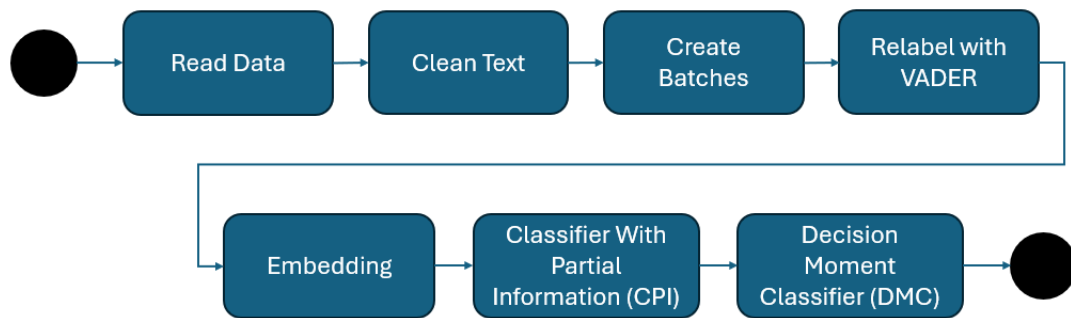 Read Data
Clean Text
Create
Batches
Relabel with
VADER
Embedding
Classifier With
Partial
Information (CPI)
Decision
Moment
Classifier (DMC)